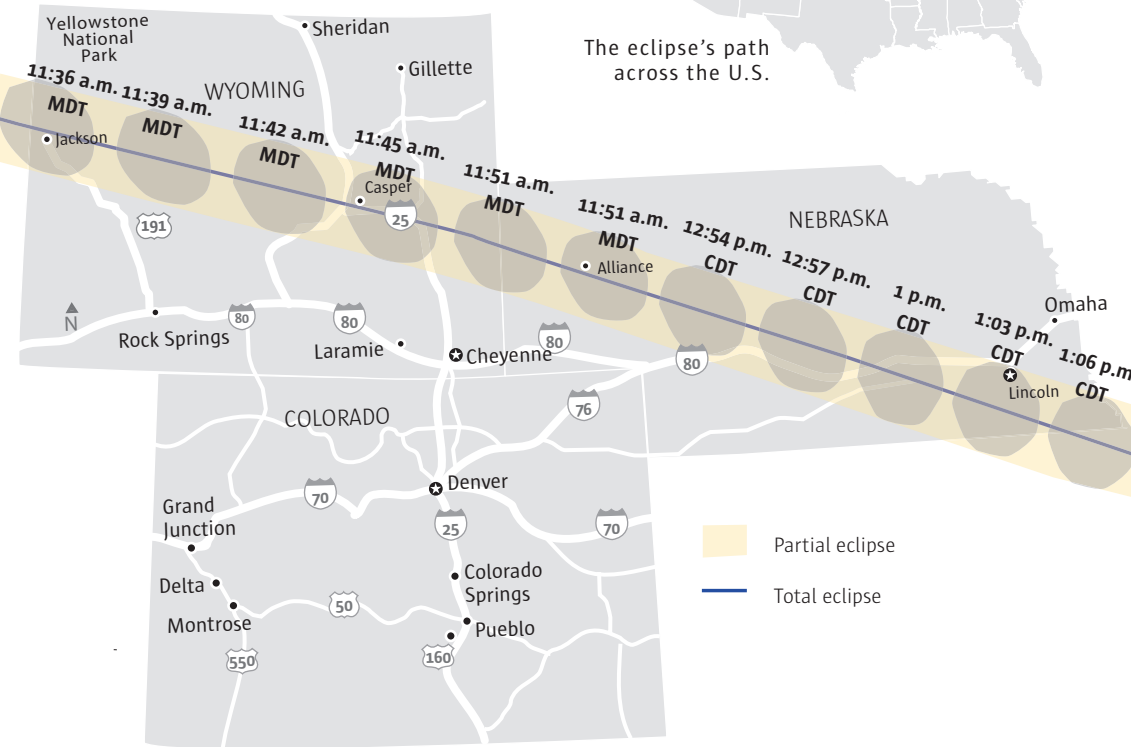 Yellowstone
National
Park
Sheridan
Gillette
WYOMING
The eclipse’s path
across the U.S.
11:36 a.m.
MDT
11:39 a.m.
MDT
11:42 a.m.
MDT
11:45 a.m.
MDT
11:51 a.m.
MDT
11:51 a.m.
MDT
12:54 p.m.
CDT
12:57 p.m.
CDT
1 p.m.
CDT
1:03 p.m.
CDT
1:06 p.m
CDT
Jackson
Casper
25
191
NEBRASKA
Alliance
Omaha
Lincoln
N
Rock Springs
80
80
Laramie
Cheyenne
80
80
76
COLORADO
Denver
70
25
70
Grand
Junction
Delta
Montrose
50
550
Colorado
Springs
Pueblo
160
Partial eclipse
Total eclipse
-